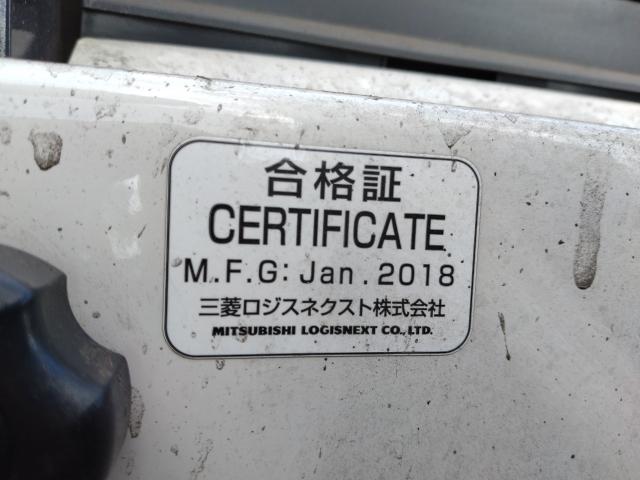 合格証
CERTIFICATE
M.F.G: Jan. 2018
三菱ロジスネクスト株式会社
MITSUBISHI LOGISNEXT CO., LTD.